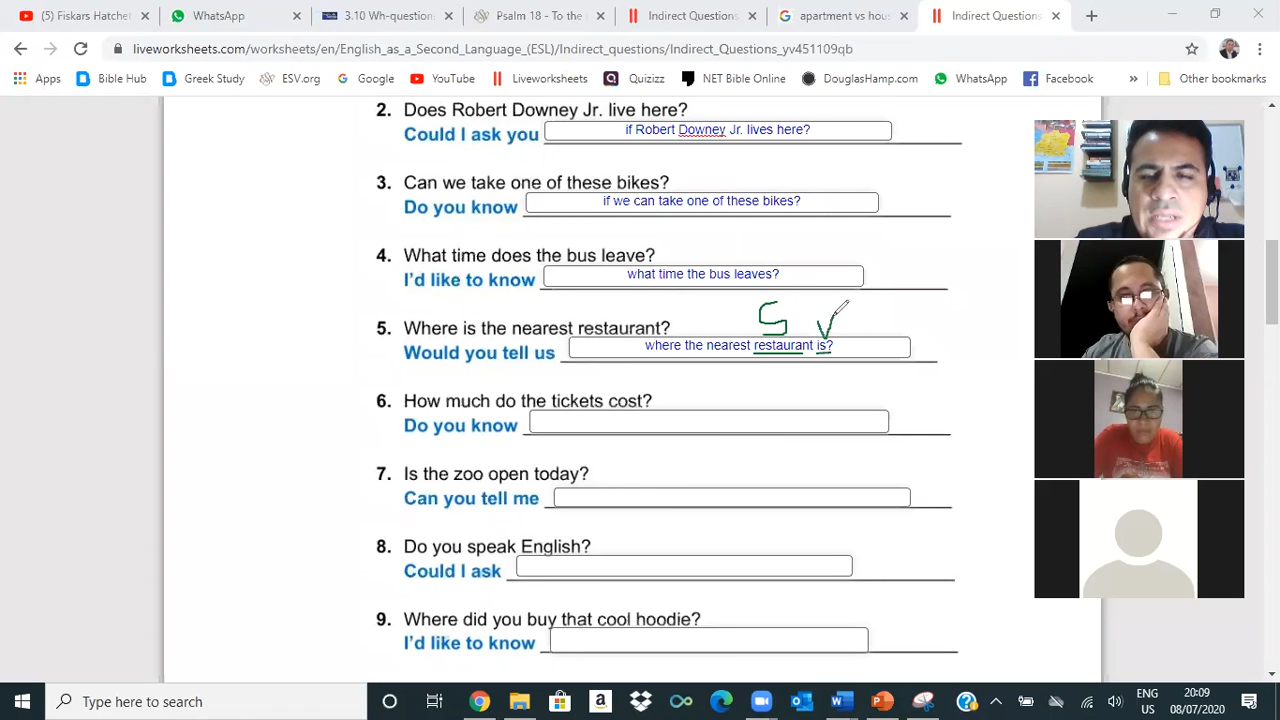 (5) Fiskars Hatchet
WhatsApp
3.10 Wh-question
Psalm 18 - To the
Indirect Question
apartment vs hou
Indirect Questions
liveworksheets.com/worksheets/en/English_as_a_Second_Language_(ESL)/Indirect_questions/Indirect_Questions_yv451109qb
Apps
Bible Hub
Greek Study
ESV.org
Google
YouTube
Liveworksheets
Quizizz
NET Bible Online
DouglasHamp.com
WhatsApp
Facebook
»
Other bookmarks
2. Does Robert Downey Jr. live here?
Could I ask you if Robert Downey Jr. lives here?
3. Can we take one of these bikes?
Do you know if we can take one of these bikes?
4. What time does the bus leave?
I'd like to know what time the bus leaves?
S V
5. Where is the nearest restaurant?
Would you tell us where the nearest restaurant is?
6. How much do the tickets cost?
Do you know
7. Is the zoo open today?
Can you tell me
8. Do you speak English?
Could I ask
9. Where did you buy that cool hoodie?
I'd like to know
Type here to search
ENG
US
20:09
08/07/2020